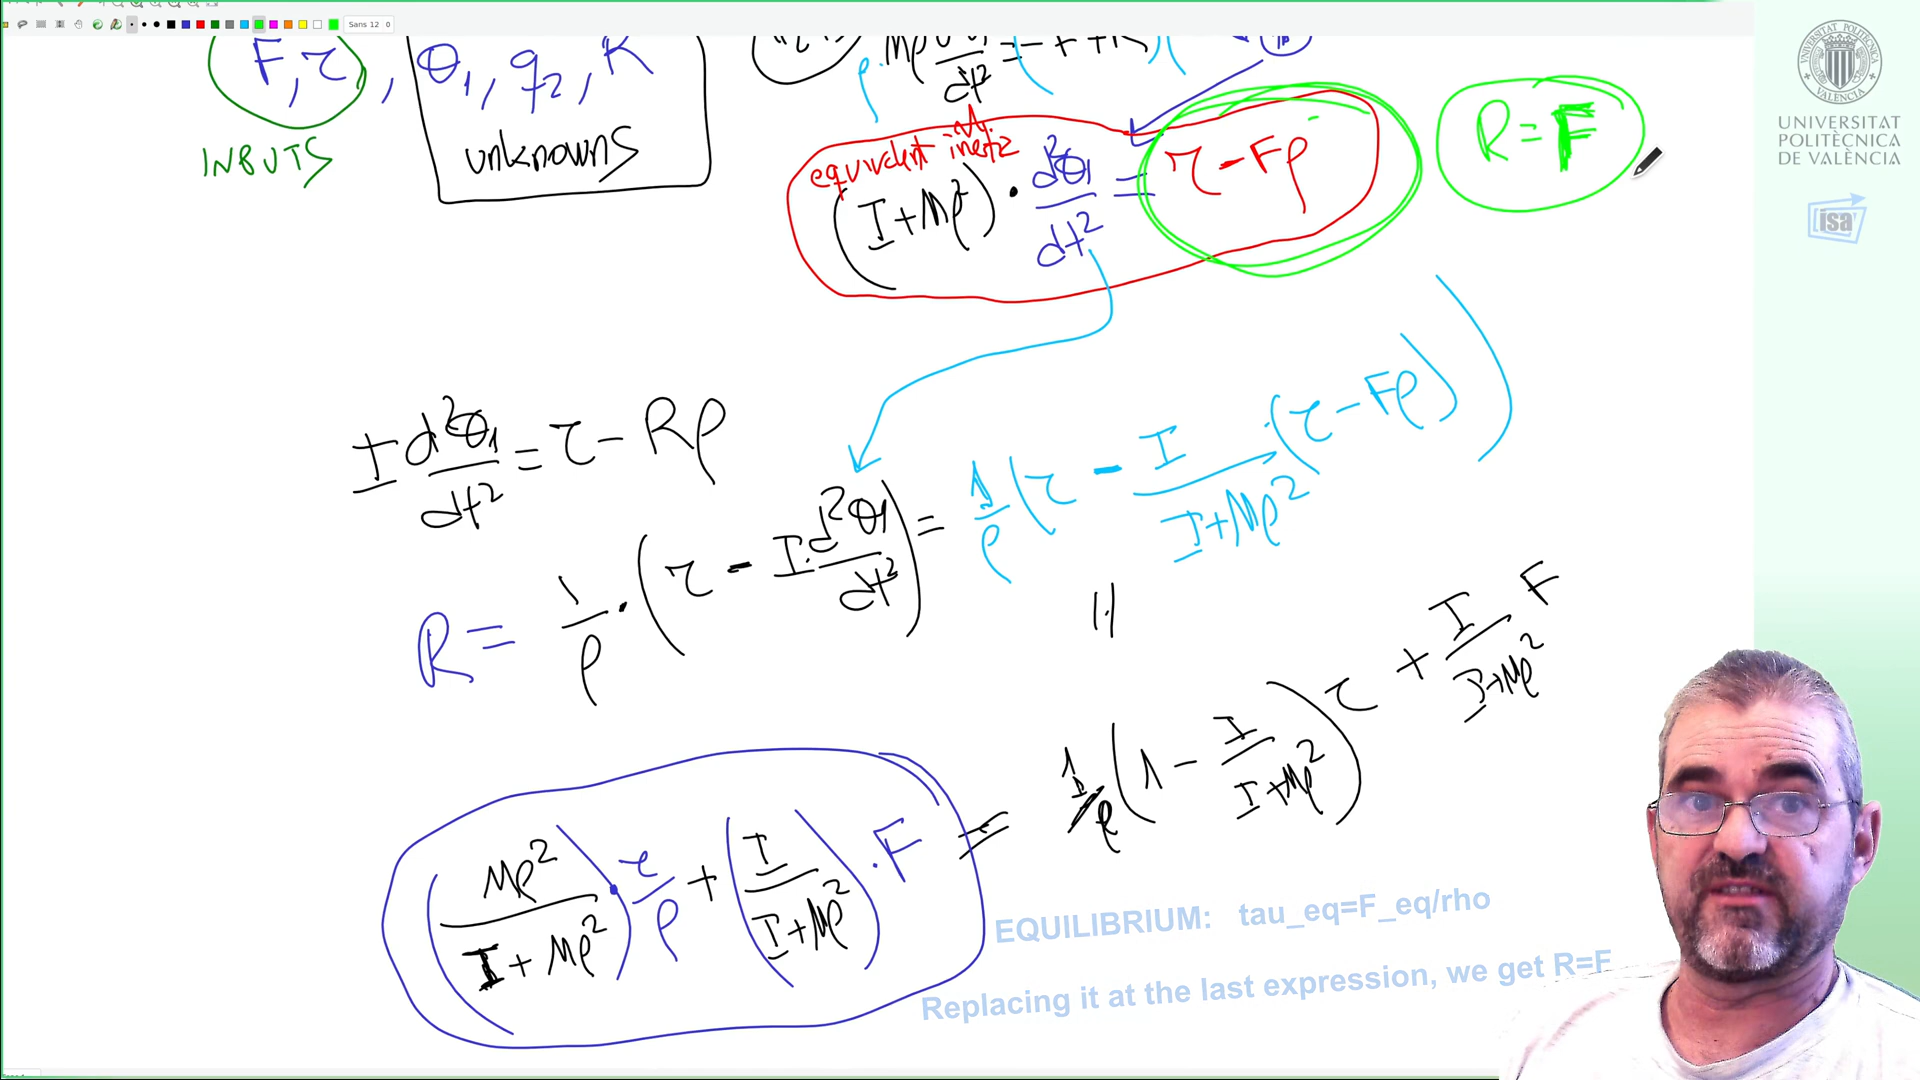 Sans 12
F, τ, θ₁, q₂, R
INPUTS
unknowns
equivalent inertia
(I+Mρ²) · d²θ₁/dt² = τ - Fρ
R = F
I d²θ₁/dt² = τ - Rρ
R = 1/ρ · (τ - I · d²θ₁/dt²) = 1/ρ (τ - I/(I+Mρ²) · (τ - Fρ))
(Mρ²/(I+Mρ²)) · τ/ρ + (I/(I+Mρ²)) · F = 1/ρ (1 - I/(I+Mρ²)) τ + I/(I+Mρ²) F
EQUILIBRIUM: tau_eq=F_eq/rho
Replacing it at the last expression, we get R=F
UNIVERSITAT
POLITÈCNICA
DE VALÈNCIA
isa